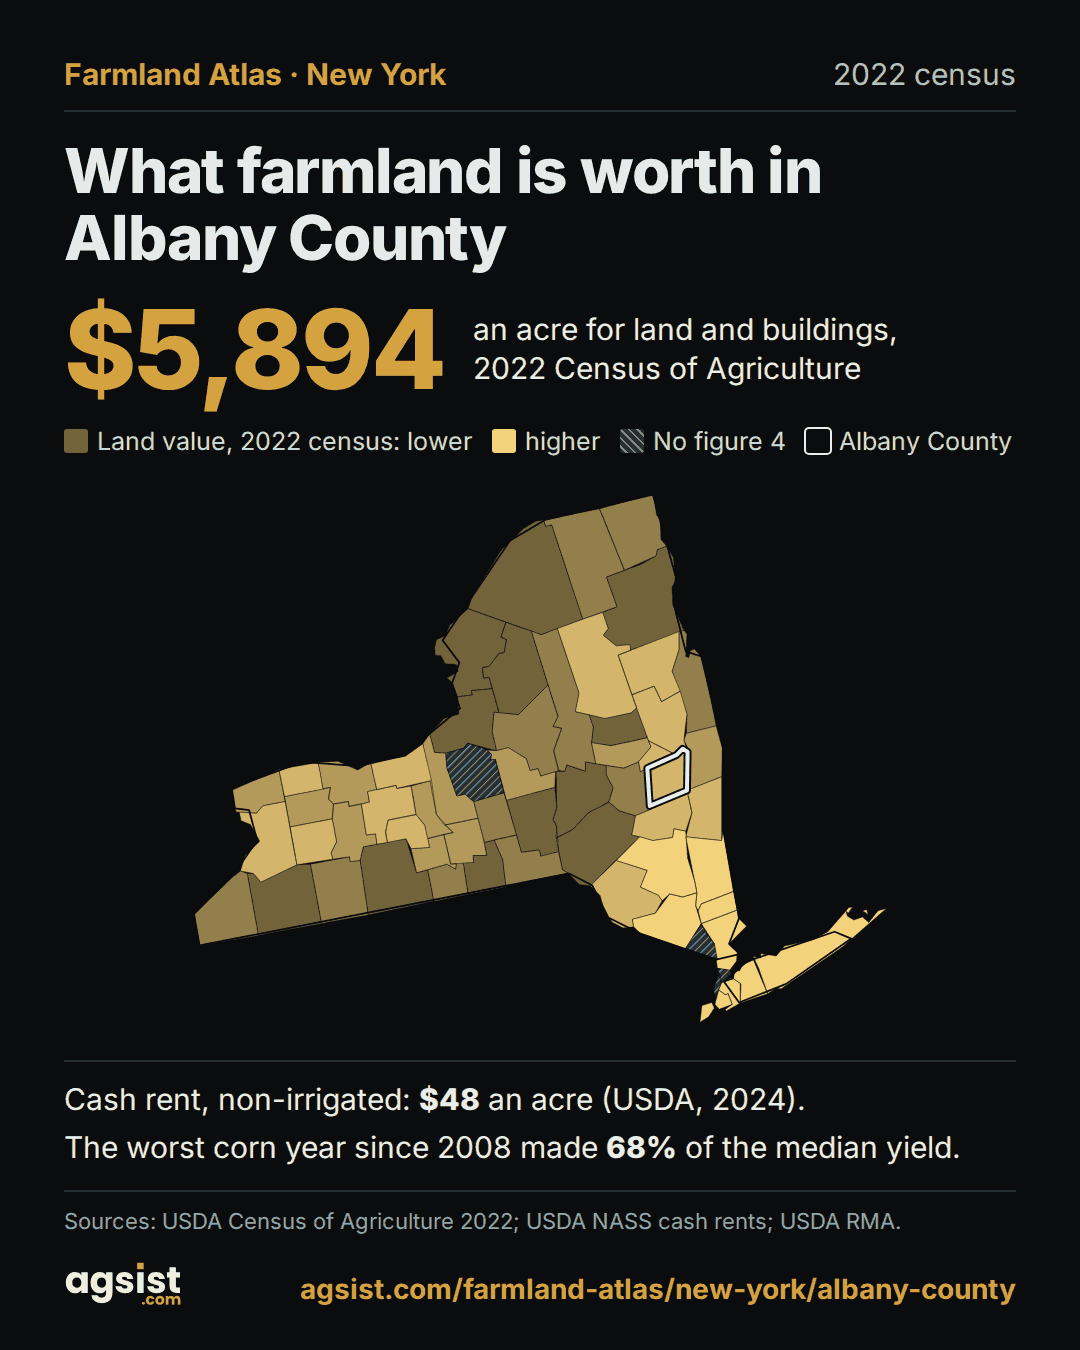 Farmland Atlas · New York
2022 census
What farmland is worth in
Albany County
$5,894
an acre for land and buildings,
2022 Census of Agriculture
Land value, 2022 census: lower
higher
No figure 4
Albany County
Cash rent, non-irrigated: $48 an acre (USDA, 2024).
The worst corn year since 2008 made 68% of the median yield.
Sources: USDA Census of Agriculture 2022; USDA NASS cash rents; USDA RMA.
agsist
.com
agsist.com/farmland-atlas/new-york/albany-county